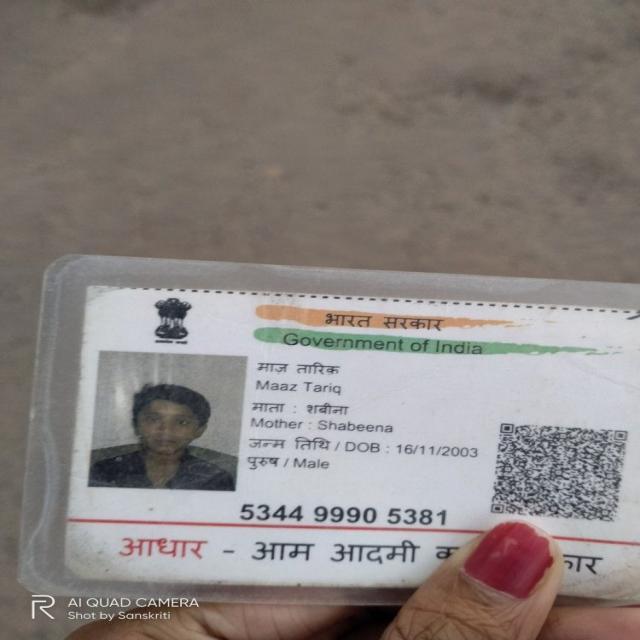 भारत सरकार
Government of India
माज़ तारिक
Maaz Tariq
माता : शबीना
Mother : Shabeena
जन्म तिथि / DOB : 16/11/2003
पुरुष / Male
5344 9990 5381
आधार - आम आदमी
AI QUAD CAMERA
Shot by Sanskriti